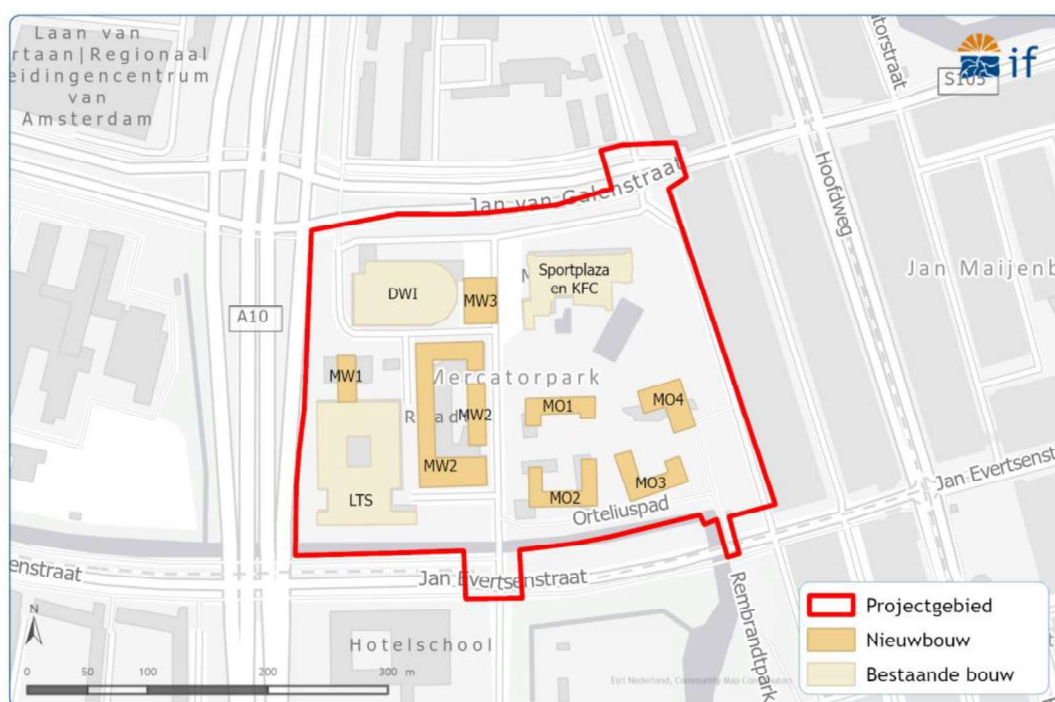 Laan van
rtaan|Regionaal
eidingencentrum
van
Amsterdam
atorstraat
if
S105
Jan van Galenstraat
Hoofdweg
Jan Maijenb
Sportplaza
en KFC
DWI
MW3
A10
MW1
Mercatorpark
MO1
MO4
MW2
MW2
MO3
MO2
LTS
Orteliuspad
Jan Evertsenst
enstraat
Jan Evertsenstraat
Rembrandtpark
Hotelschool
Projectgebied
Nieuwbouw
Bestaande bouw
N
0 50 100 200 300 m
Esri Nederland, Community Map Contributors